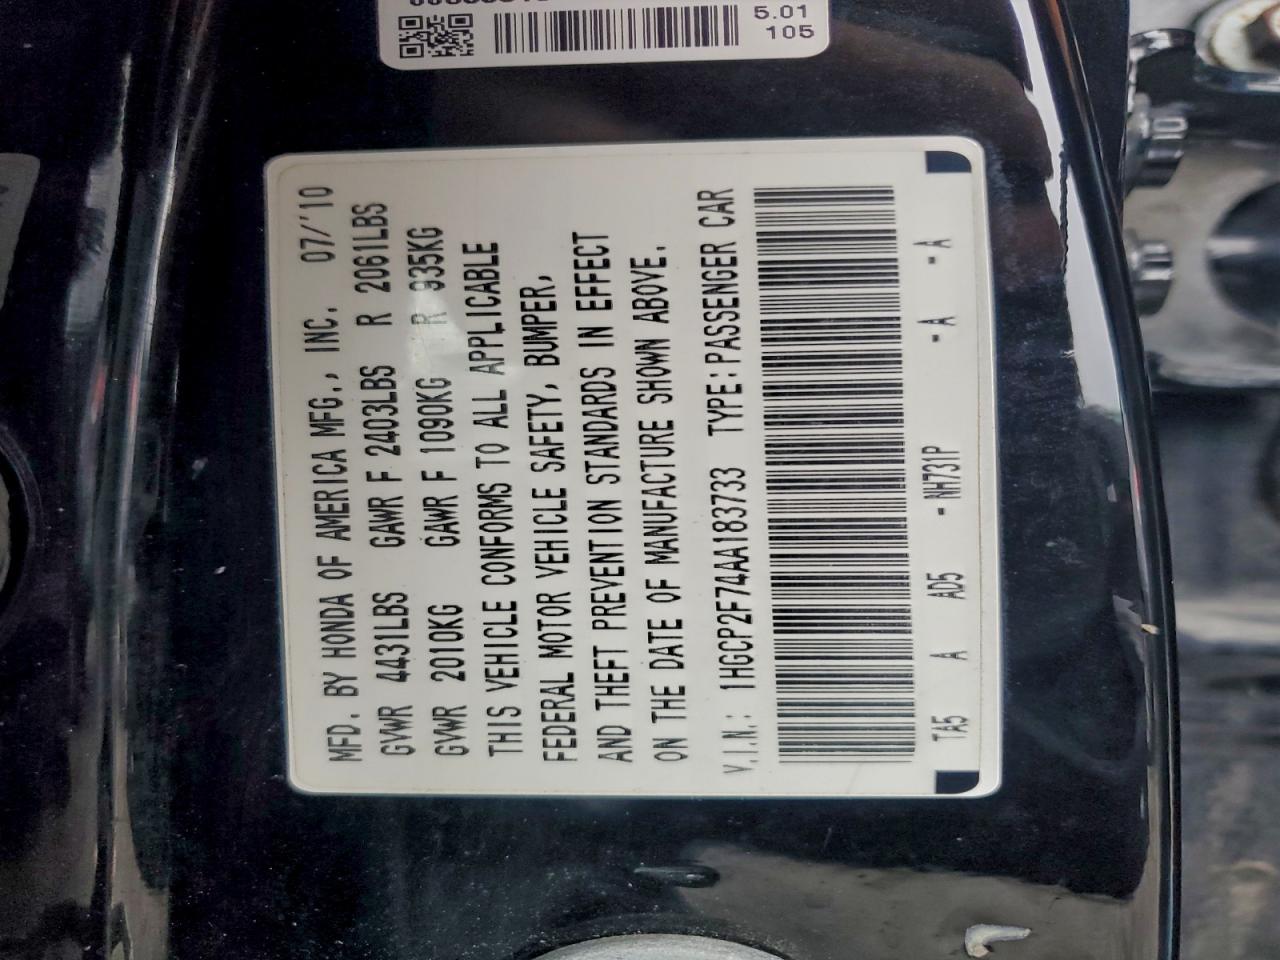 5.01
105
MFD. BY HONDA OF AMERICA MFG., INC. 07/'10
GVWR 4431LBS GAWR F 2403LBS R 2061LBS
GVWR 2010KG GAWR F 1090KG R 935KG
THIS VEHICLE CONFORMS TO ALL APPLICABLE
FEDERAL MOTOR VEHICLE SAFETY, BUMPER,
AND THEFT PREVENTION STANDARDS IN EFFECT
ON THE DATE OF MANUFACTURE SHOWN ABOVE.
V.I.N.: 1HGCP2F74AA183733 TYPE:PASSENGER CAR
TA5 A AD5 - NH731P - A - A